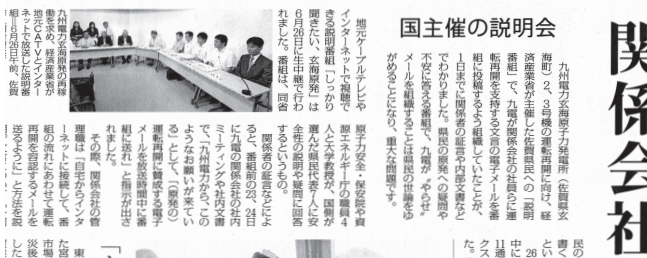 関係会社
国主催の説明会
九州電力玄海原子力発電所（佐賀県玄
海町）2、3号機の運転再開に向け、経
済産業省が主催した佐賀県民への「説明
番組」で、九電が関係会社の社員らに運
転再開を支持する文言の電子メールを番
組に投稿するよう組織していたことが、
1日までに関係者の証言や内部文書など
でわかりました。県民の原発への疑問や
不安に答える番組で、九電が“やらせ”
メールを組織することは県民の世論をゆ
がめることになり、重大な問題です。
九州電力玄海原発の再稼
働を求め、経済産業省が
地元CATVとインター
ネットで放送した説明番
組＝6月26日午前、佐賀
地元ケーブルテレビや
インターネットで視聴で
きる説明番組「しっかり
聞きたい、玄海原発」は
6月26日に生中継で行わ
れました。番組は、同省
原子力安全・保安院や資
源エネルギー庁の職員4
人と大学教授が、国側が
選んだ県民代表7人に安
全性の説明や疑問に回答
するというもの。
関係者の証言などによ
ると、番組前の23、24日
に九電の関係会社の社内
ミーティングや社内文書
で、「九州電力から、この
ようなお願いが来てい
る」として、「（原発の）
運転再開に賛成する電子
メールを放送時間中に番
組に送れ」と指示が出さ
れました。
その際、関係会社の管
理職は「自宅からインタ
ーネットに接続して、番
組の流れにあわせて運転
再開を容認するメールを
送るように」と方法を説